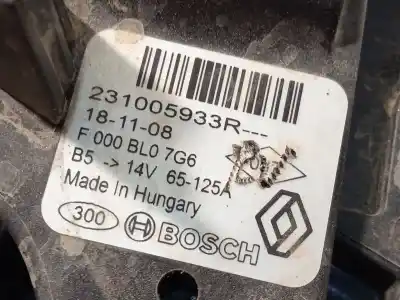 231005933R---
18-11-08
F 000 BL0 7G6
B5 -> 14V 65-125A
Made In Hungary
300 BOSCH